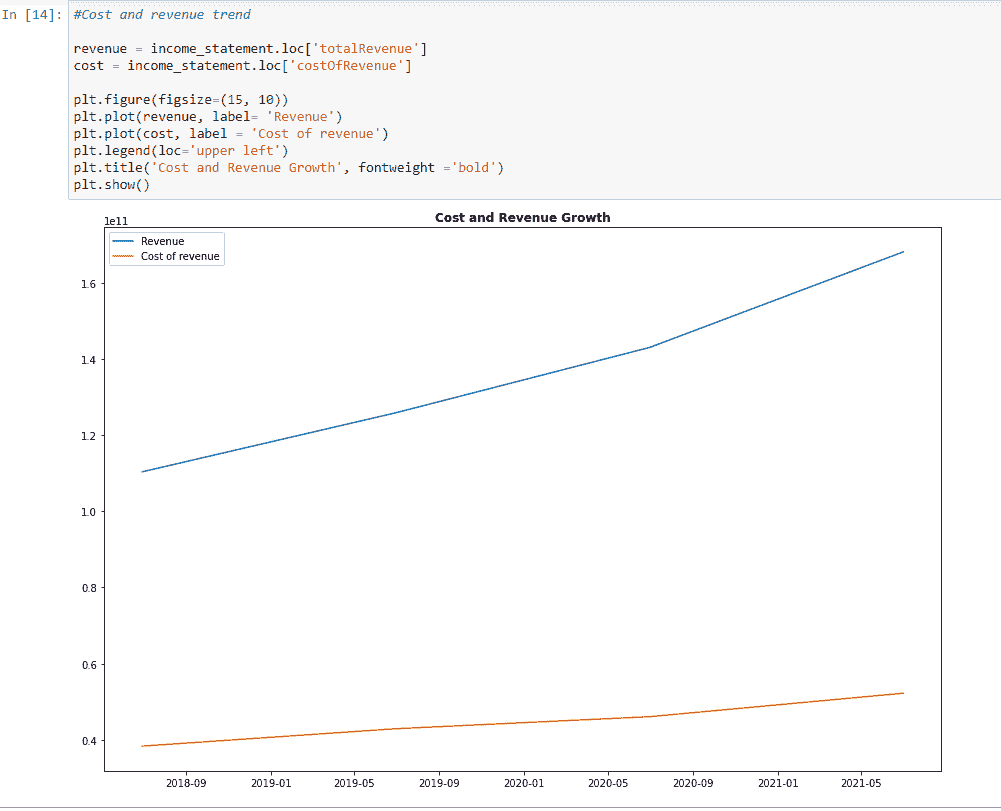 In [14]: #Cost and revenue trend
revenue = income_statement.loc['totalRevenue']
cost = income_statement.loc['costOfRevenue']
plt.figure(figsize=(15, 10))
plt.plot(revenue, label= 'Revenue')
plt.plot(cost, label = 'Cost of revenue')
plt.legend(loc='upper left')
plt.title('Cost and Revenue Growth', fontweight ='bold')
plt.show()
Cost and Revenue Growth
1e11
Revenue
Cost of revenue
1.6
1.4
1.2
1.0
0.8
0.6
0.4
2018-09 2019-01 2019-05 2019-09 2020-01 2020-05 2020-09 2021-01 2021-05